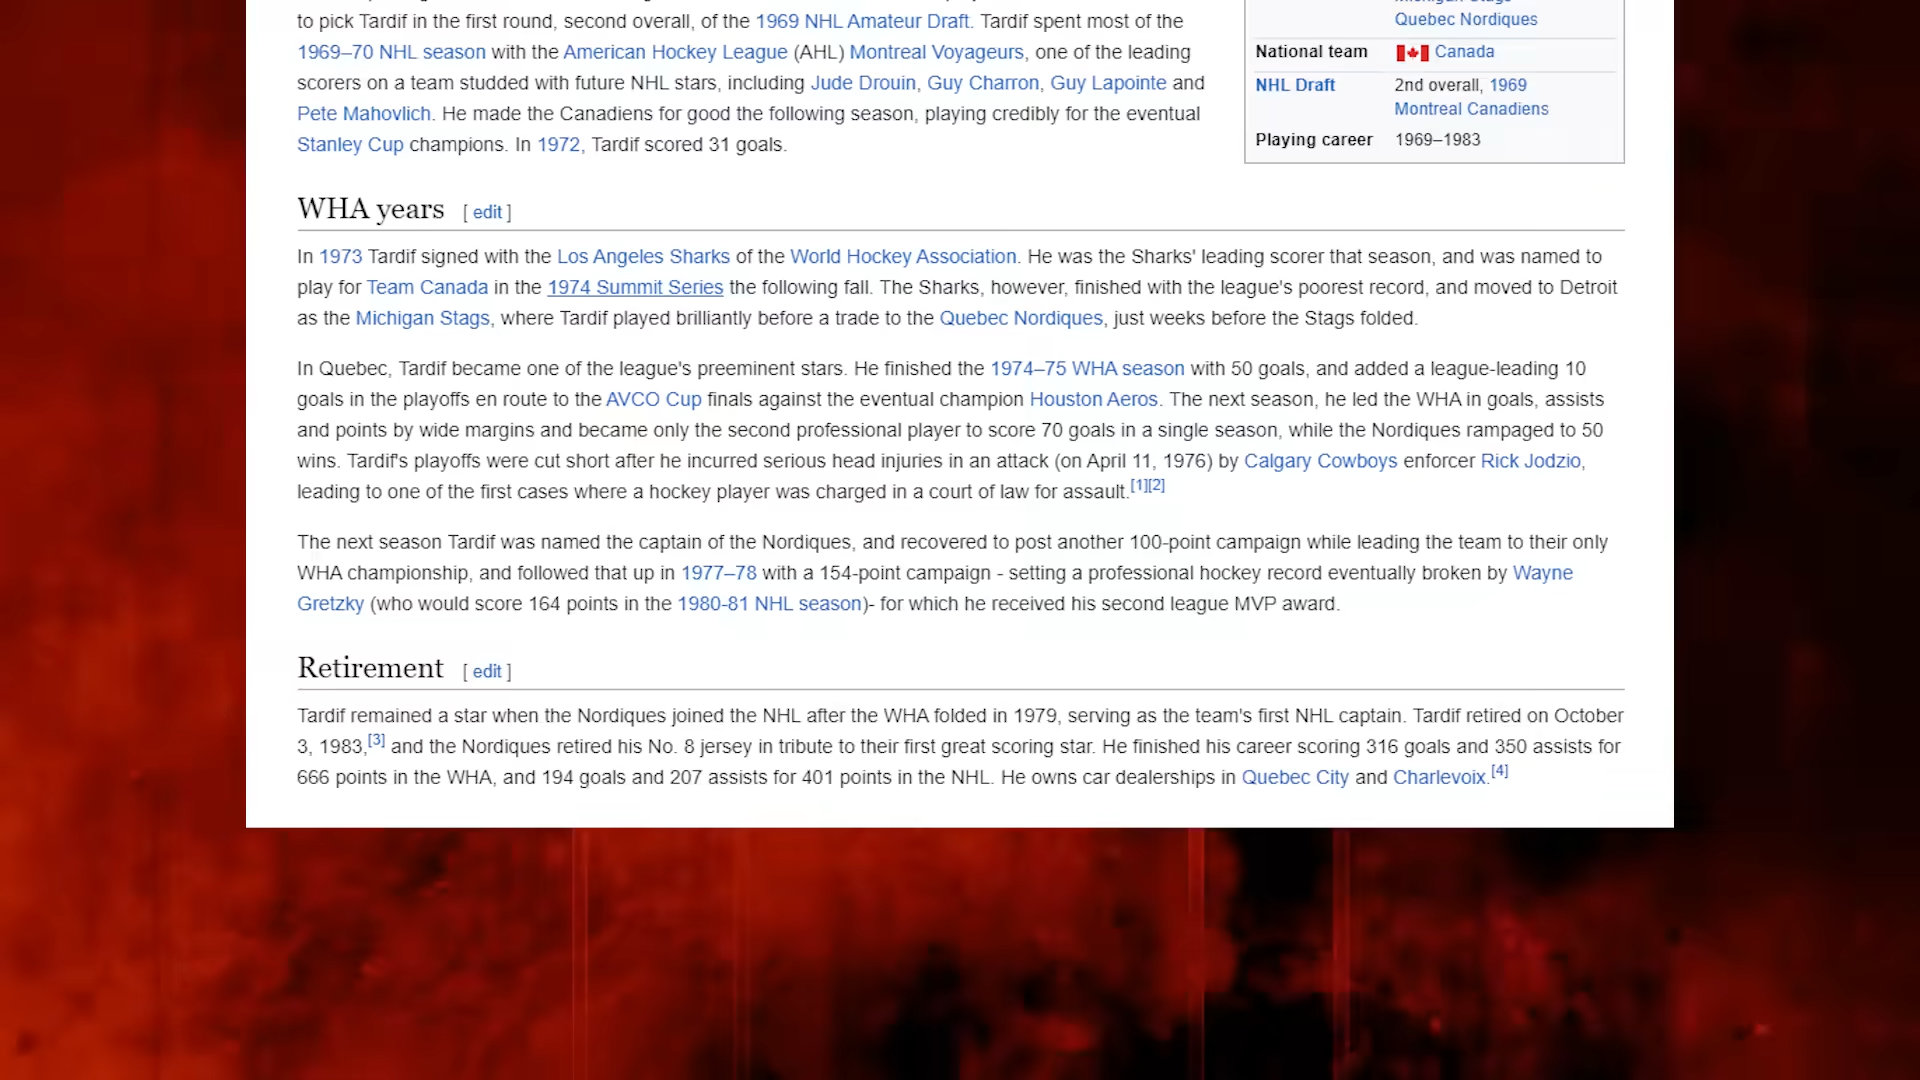 to pick Tardif in the first round, second overall, of the 1969 NHL Amateur Draft. Tardif spent most of the
1969–70 NHL season with the American Hockey League (AHL) Montreal Voyageurs, one of the leading
scorers on a team studded with future NHL stars, including Jude Drouin, Guy Charron, Guy Lapointe and
Pete Mahovlich. He made the Canadiens for good the following season, playing credibly for the eventual
Stanley Cup champions. In 1972, Tardif scored 31 goals.
Quebec Nordiques
National team Canada
NHL Draft 2nd overall, 1969
Montreal Canadiens
Playing career 1969–1983
WHA years [ edit ]
In 1973 Tardif signed with the Los Angeles Sharks of the World Hockey Association. He was the Sharks' leading scorer that season, and was named to
play for Team Canada in the 1974 Summit Series the following fall. The Sharks, however, finished with the league's poorest record, and moved to Detroit
as the Michigan Stags, where Tardif played brilliantly before a trade to the Quebec Nordiques, just weeks before the Stags folded.
In Quebec, Tardif became one of the league's preeminent stars. He finished the 1974–75 WHA season with 50 goals, and added a league-leading 10
goals in the playoffs en route to the AVCO Cup finals against the eventual champion Houston Aeros. The next season, he led the WHA in goals, assists
and points by wide margins and became only the second professional player to score 70 goals in a single season, while the Nordiques rampaged to 50
wins. Tardif's playoffs were cut short after he incurred serious head injuries in an attack (on April 11, 1976) by Calgary Cowboys enforcer Rick Jodzio,
leading to one of the first cases where a hockey player was charged in a court of law for assault.[1][2]
The next season Tardif was named the captain of the Nordiques, and recovered to post another 100-point campaign while leading the team to their only
WHA championship, and followed that up in 1977–78 with a 154-point campaign - setting a professional hockey record eventually broken by Wayne
Gretzky (who would score 164 points in the 1980-81 NHL season)- for which he received his second league MVP award.
Retirement [ edit ]
Tardif remained a star when the Nordiques joined the NHL after the WHA folded in 1979, serving as the team's first NHL captain. Tardif retired on October
3, 1983,[3] and the Nordiques retired his No. 8 jersey in tribute to their first great scoring star. He finished his career scoring 316 goals and 350 assists for
666 points in the WHA, and 194 goals and 207 assists for 401 points in the NHL. He owns car dealerships in Quebec City and Charlevoix.[4]